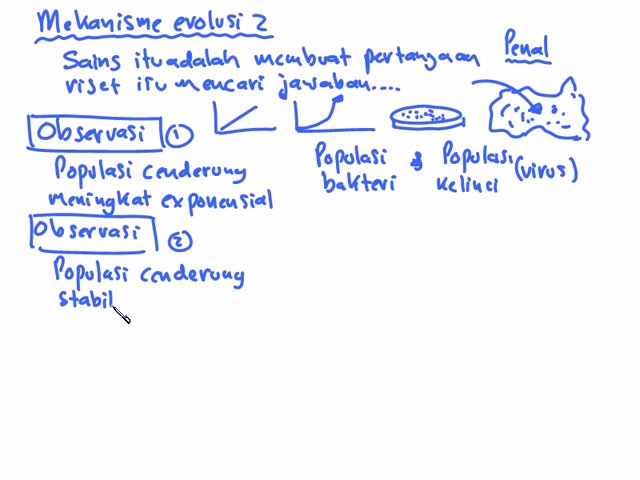 Mekanisme evolusi 2
Sains itu adalah membuat pertangaan
riset itu mencari jawaban....
Penal
Observasi 1
Populasi cenderung
meningkat exponensial
Populasi
bakteri
& Populasi
kelinci (virus)
Observasi 2
Populasi cenderung
stabil